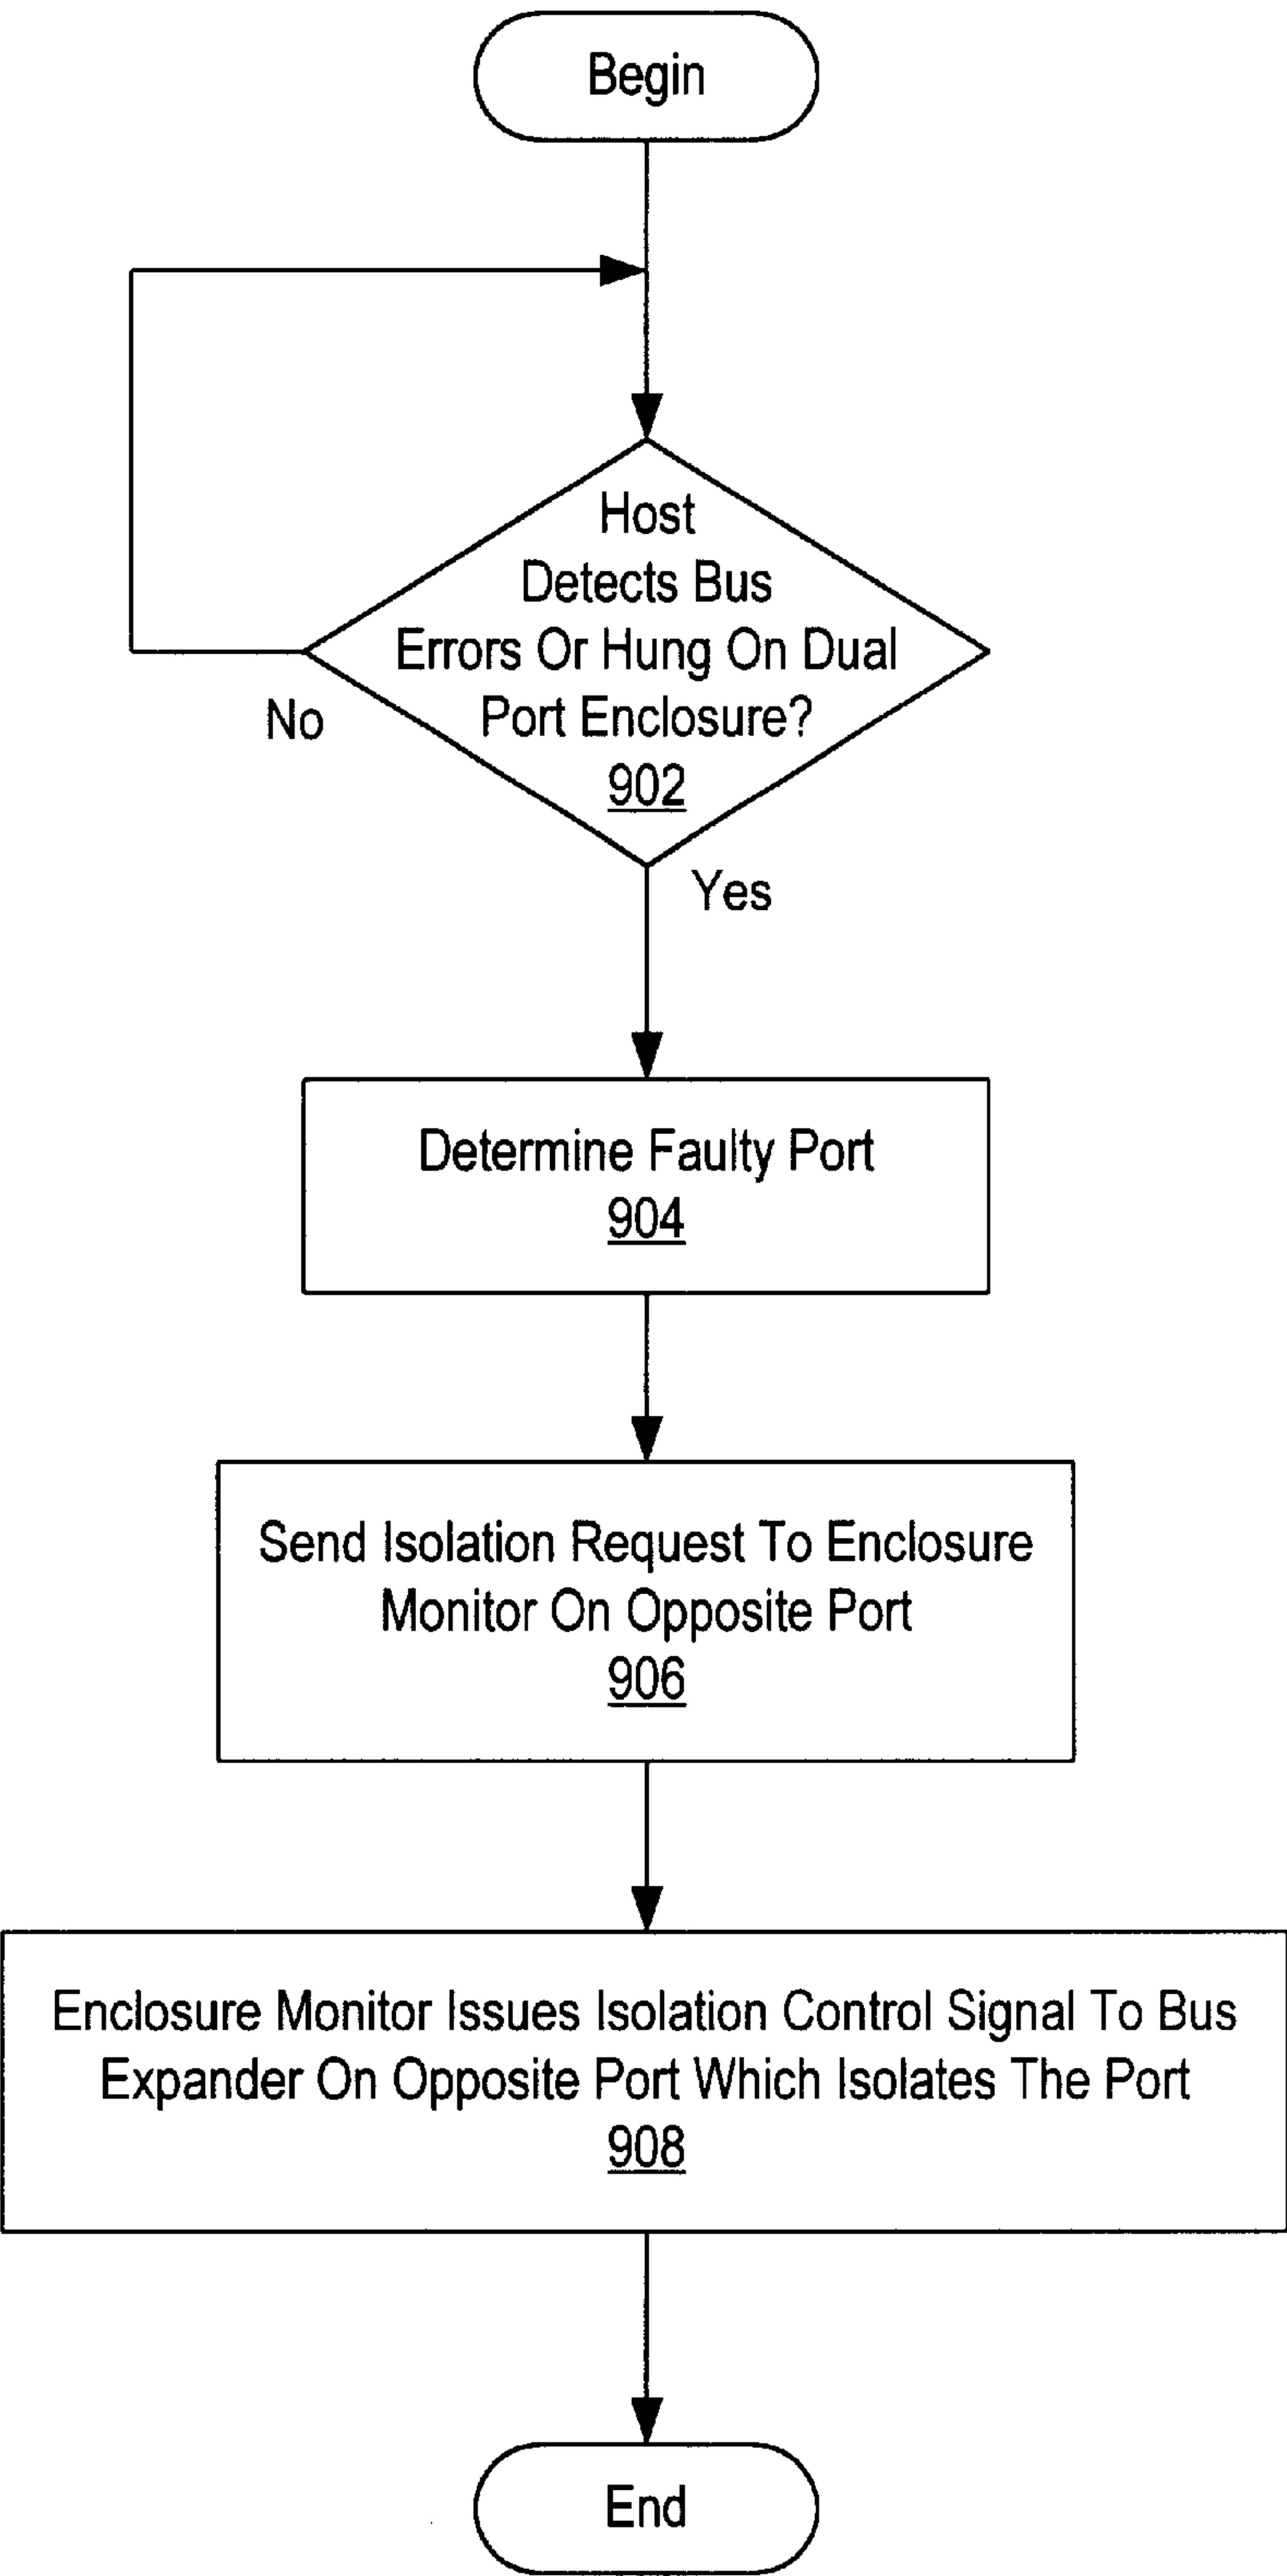 Begin
Host
Detects Bus
Errors Or Hung On Dual
Port Enclosure?
902
No
Yes
Determine Faulty Port
904
Send Isolation Request To Enclosure
Monitor On Opposite Port
906
Enclosure Monitor Issues Isolation Control Signal To Bus
Expander On Opposite Port Which Isolates The Port
908
End